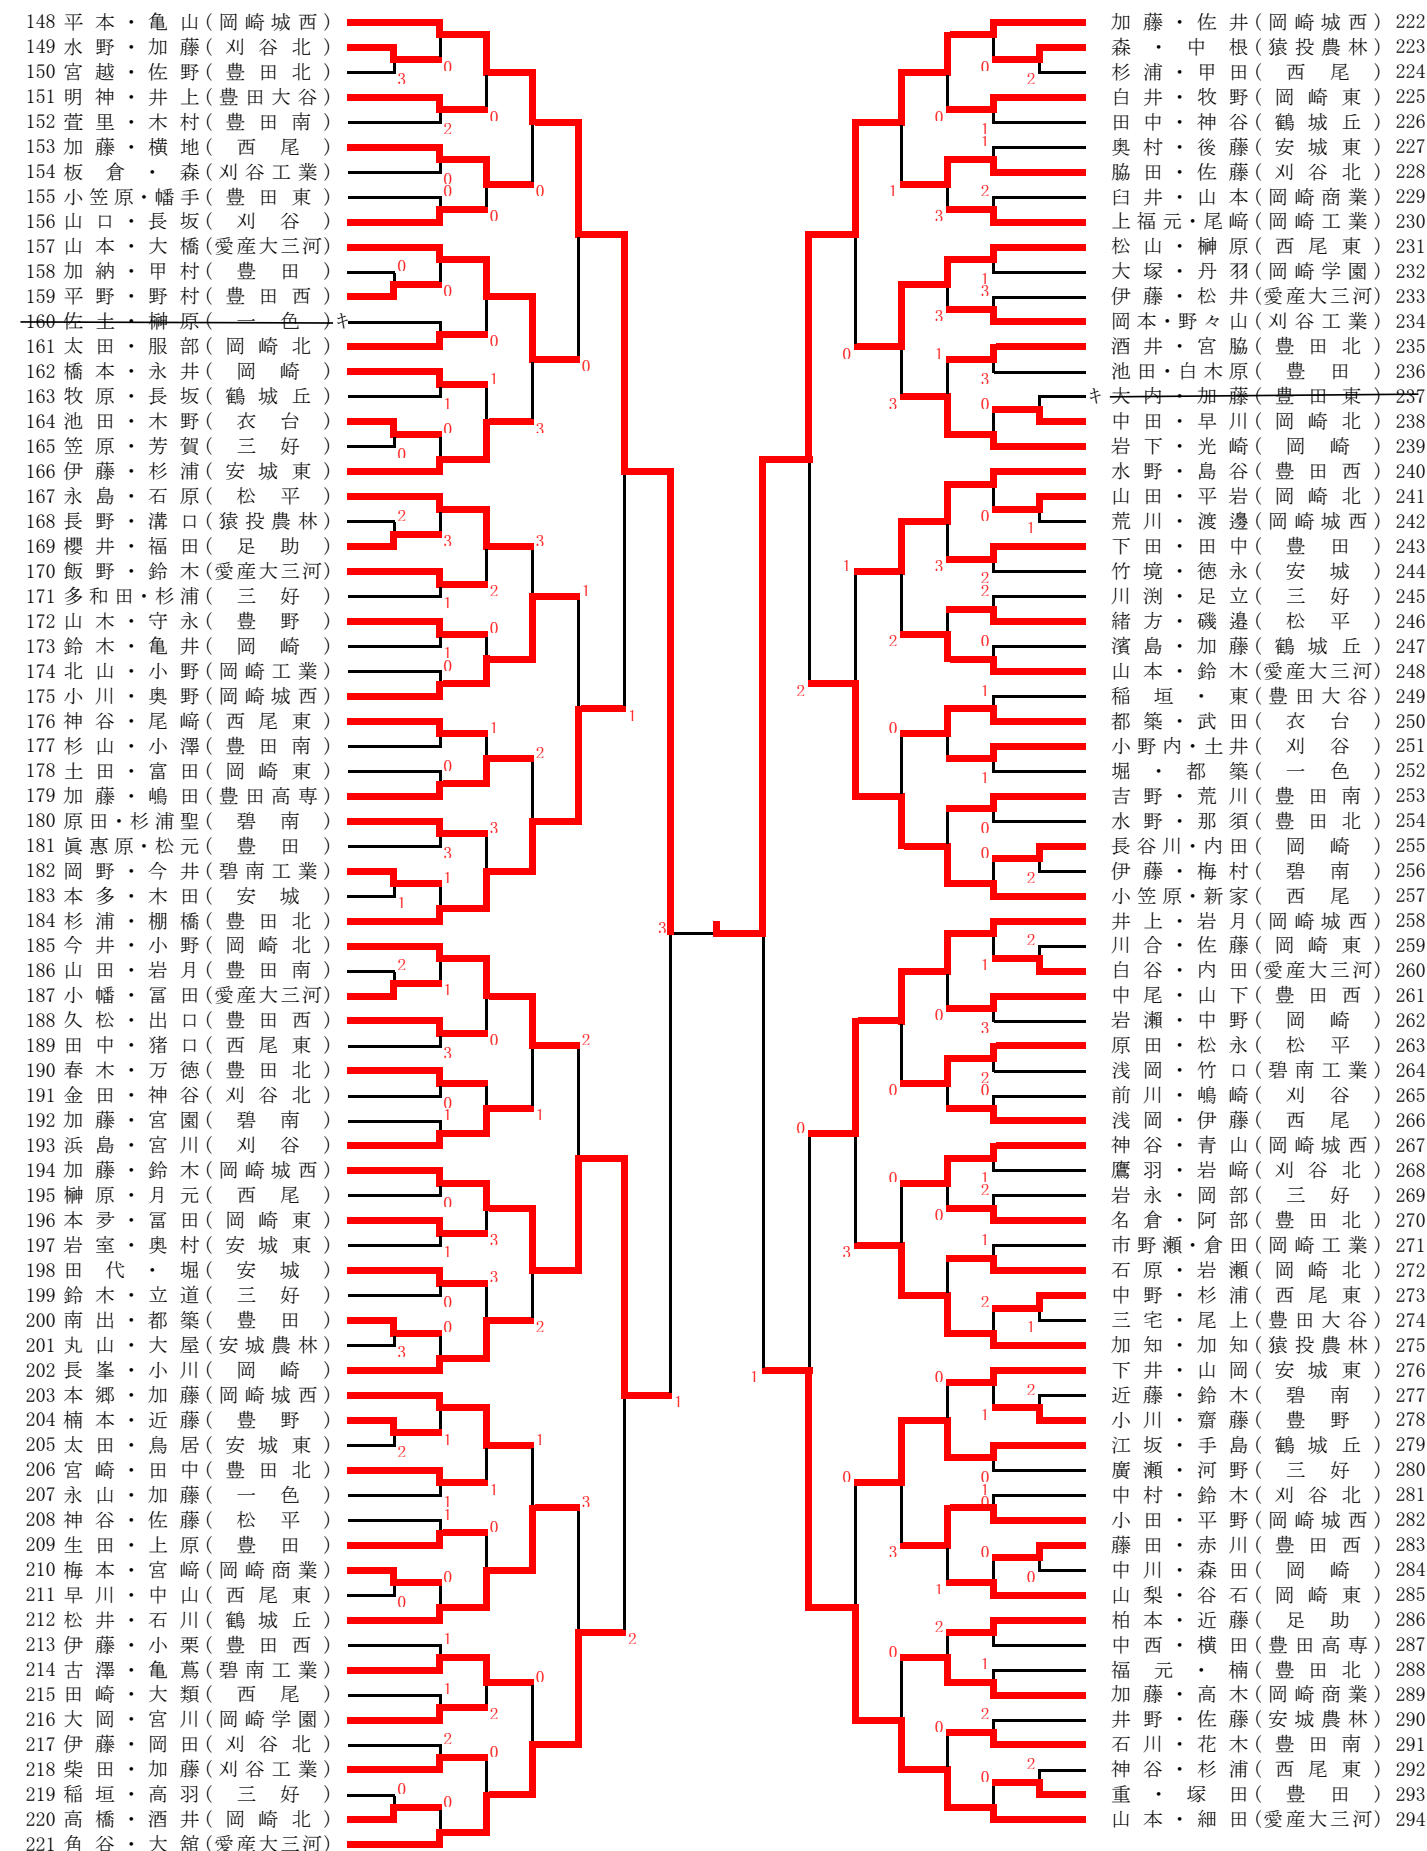 148 平本・亀山(岡崎城西)
149 水野・加藤(刈谷北)
150 宮越・佐野(豊田北)
151 明神・井上(豊田大谷)
152 萓里・木村(豊田南)
153 加藤・横地(西尾)
154 板倉・森(刈谷工業)
155 小笠原・幡手(豊田東)
156 山口・長坂(刈谷)
157 山本・大橋(愛産大三河)
158 加納・甲村(豊田)
159 平野・野村(豊田西)
160 佐土・榊原(一色)キ
161 太田・服部(岡崎北)
162 橋本・永井(岡崎)
163 牧原・長坂(鶴城丘)
164 池田・木野(衣台)
165 笠原・芳賀(三好)
166 伊藤・杉浦(安城東)
167 永島・石原(松平)
168 長野・溝口(猿投農林)
169 櫻井・福田(足助)
170 飯野・鈴木(愛産大三河)
171 多和田・杉浦(三好)
172 山木・守永(豊野)
173 鈴木・亀井(岡崎)
174 北山・小野(岡崎工業)
175 小川・奥野(岡崎城西)
176 神谷・尾﨑(西尾東)
177 杉山・小澤(豊田南)
178 土田・富田(岡崎東)
179 加藤・嶋田(豊田高専)
180 原田・杉浦聖(碧南)
181 眞惠原・松元(豊田)
182 岡野・今井(碧南工業)
183 本多・木田(安城)
184 杉浦・棚橋(豊田北)
185 今井・小野(岡崎北)
186 山田・岩月(豊田南)
187 小幡・冨田(愛産大三河)
188 久松・出口(豊田西)
189 田中・猪口(西尾東)
190 春木・万徳(豊田北)
191 金田・神谷(刈谷北)
192 加藤・宮園(碧南)
193 浜島・宮川(刈谷)
194 加藤・鈴木(岡崎城西)
195 榊原・月元(西尾)
196 本夛・冨田(岡崎東)
197 岩室・奥村(安城東)
198 田代・堀(安城)
199 鈴木・立道(三好)
200 南出・都築(豊田)
201 丸山・大屋(安城農林)
202 長峯・小川(岡崎)
203 本郷・加藤(岡崎城西)
204 楠本・近藤(豊野)
205 太田・鳥居(安城東)
206 宮崎・田中(豊田北)
207 永山・加藤(一色)
208 神谷・佐藤(松平)
209 生田・上原(豊田)
210 梅本・宮﨑(岡崎商業)
211 早川・中山(西尾東)
212 松井・石川(鶴城丘)
213 伊藤・小栗(豊田西)
214 古澤・亀蔦(碧南工業)
215 田崎・大類(西尾)
216 大岡・宮川(岡崎学園)
217 伊藤・岡田(刈谷北)
218 柴田・加藤(刈谷工業)
219 稲垣・高羽(三好)
220 高橋・酒井(岡崎北)
221 角谷・大舘(愛産大三河)
加藤・佐井(岡崎城西) 222
森・中根(猿投農林) 223
杉浦・甲田(西尾) 224
白井・牧野(岡崎東) 225
田中・神谷(鶴城丘) 226
奥村・後藤(安城東) 227
脇田・佐藤(刈谷北) 228
臼井・山本(岡崎商業) 229
上福元・尾﨑(岡崎工業) 230
松山・榊原(西尾東) 231
大塚・丹羽(岡崎学園) 232
伊藤・松井(愛産大三河) 233
岡本・野々山(刈谷工業) 234
酒井・宮脇(豊田北) 235
池田・白木原(豊田) 236
キ 大内・加藤(豊田東) 237
中田・早川(岡崎北) 238
岩下・光崎(岡崎) 239
水野・島谷(豊田西) 240
山田・平岩(岡崎北) 241
荒川・渡邊(岡崎城西) 242
下田・田中(豊田) 243
竹境・徳永(安城) 244
川渕・足立(三好) 245
緒方・磯邉(松平) 246
濱島・加藤(鶴城丘) 247
山本・鈴木(愛産大三河) 248
稲垣・東(豊田大谷) 249
都築・武田(衣台) 250
小野内・土井(刈谷) 251
堀・都築(一色) 252
吉野・荒川(豊田南) 253
水野・那須(豊田北) 254
長谷川・内田(岡崎) 255
伊藤・梅村(碧南) 256
小笠原・新家(西尾) 257
井上・岩月(岡崎城西) 258
川合・佐藤(岡崎東) 259
白谷・内田(愛産大三河) 260
中尾・山下(豊田西) 261
岩瀬・中野(岡崎) 262
原田・松永(松平) 263
浅岡・竹口(碧南工業) 264
前川・嶋崎(刈谷) 265
浅岡・伊藤(西尾) 266
神谷・青山(岡崎城西) 267
鷹羽・岩﨑(刈谷北) 268
岩永・岡部(三好) 269
名倉・阿部(豊田北) 270
市野瀬・倉田(岡崎工業) 271
石原・岩瀬(岡崎北) 272
中野・杉浦(西尾東) 273
三宅・尾上(豊田大谷) 274
加知・加知(猿投農林) 275
下井・山岡(安城東) 276
近藤・鈴木(碧南) 277
小川・齋藤(豊野) 278
江坂・手島(鶴城丘) 279
廣瀬・河野(三好) 280
中村・鈴木(刈谷北) 281
小田・平野(岡崎城西) 282
藤田・赤川(豊田西) 283
中川・森田(岡崎) 284
山梨・谷石(岡崎東) 285
柏本・近藤(足助) 286
中西・横田(豊田高専) 287
福元・楠(豊田北) 288
加藤・高木(岡崎商業) 289
井野・佐藤(安城農林) 290
石川・花木(豊田南) 291
神谷・杉浦(西尾東) 292
重・塚田(豊田) 293
山本・細田(愛産大三河) 294